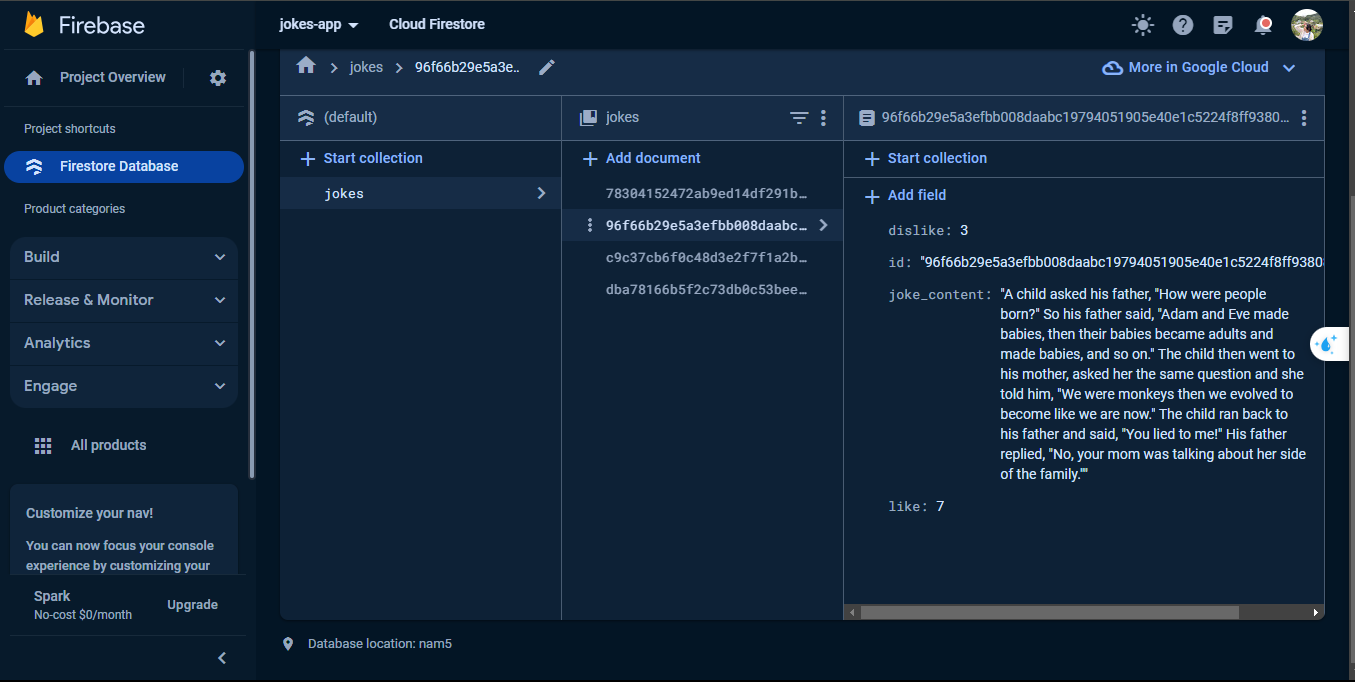 Firebase
jokes-app
Cloud Firestore
Project Overview
Project shortcuts
Firestore Database
Product categories
Build
Release & Monitor
Analytics
Engage
All products
Customize your nav!
You can now focus your console
experience by customizing your
Spark
No-cost $0/month
Upgrade
jokes
96f66b29e5a3e..
More in Google Cloud
(default)
Start collection
jokes
jokes
Add document
78304152472ab9ed14df291b…
96f66b29e5a3efbb008daabc…
c9c37cb6f0c48d3e2f7f1a2b…
dba78166b5f2c73db0c53bee…
96f66b29e5a3efbb008daabc19794051905e40e1c5224f8ff9380...
Start collection
Add field
dislike: 3
id: "96f66b29e5a3efbb008daabc19794051905e40e1c5224f8ff9380
joke_content: "A child asked his father, "How were people
born?" So his father said, "Adam and Eve made
babies, then their babies became adults and
made babies, and so on." The child then went to
his mother, asked her the same question and she
told him, "We were monkeys then we evolved to
become like we are now." The child ran back to
his father and said, "You lied to me!" His father
replied, "No, your mom was talking about her side
of the family.""
like: 7
Database location: nam5